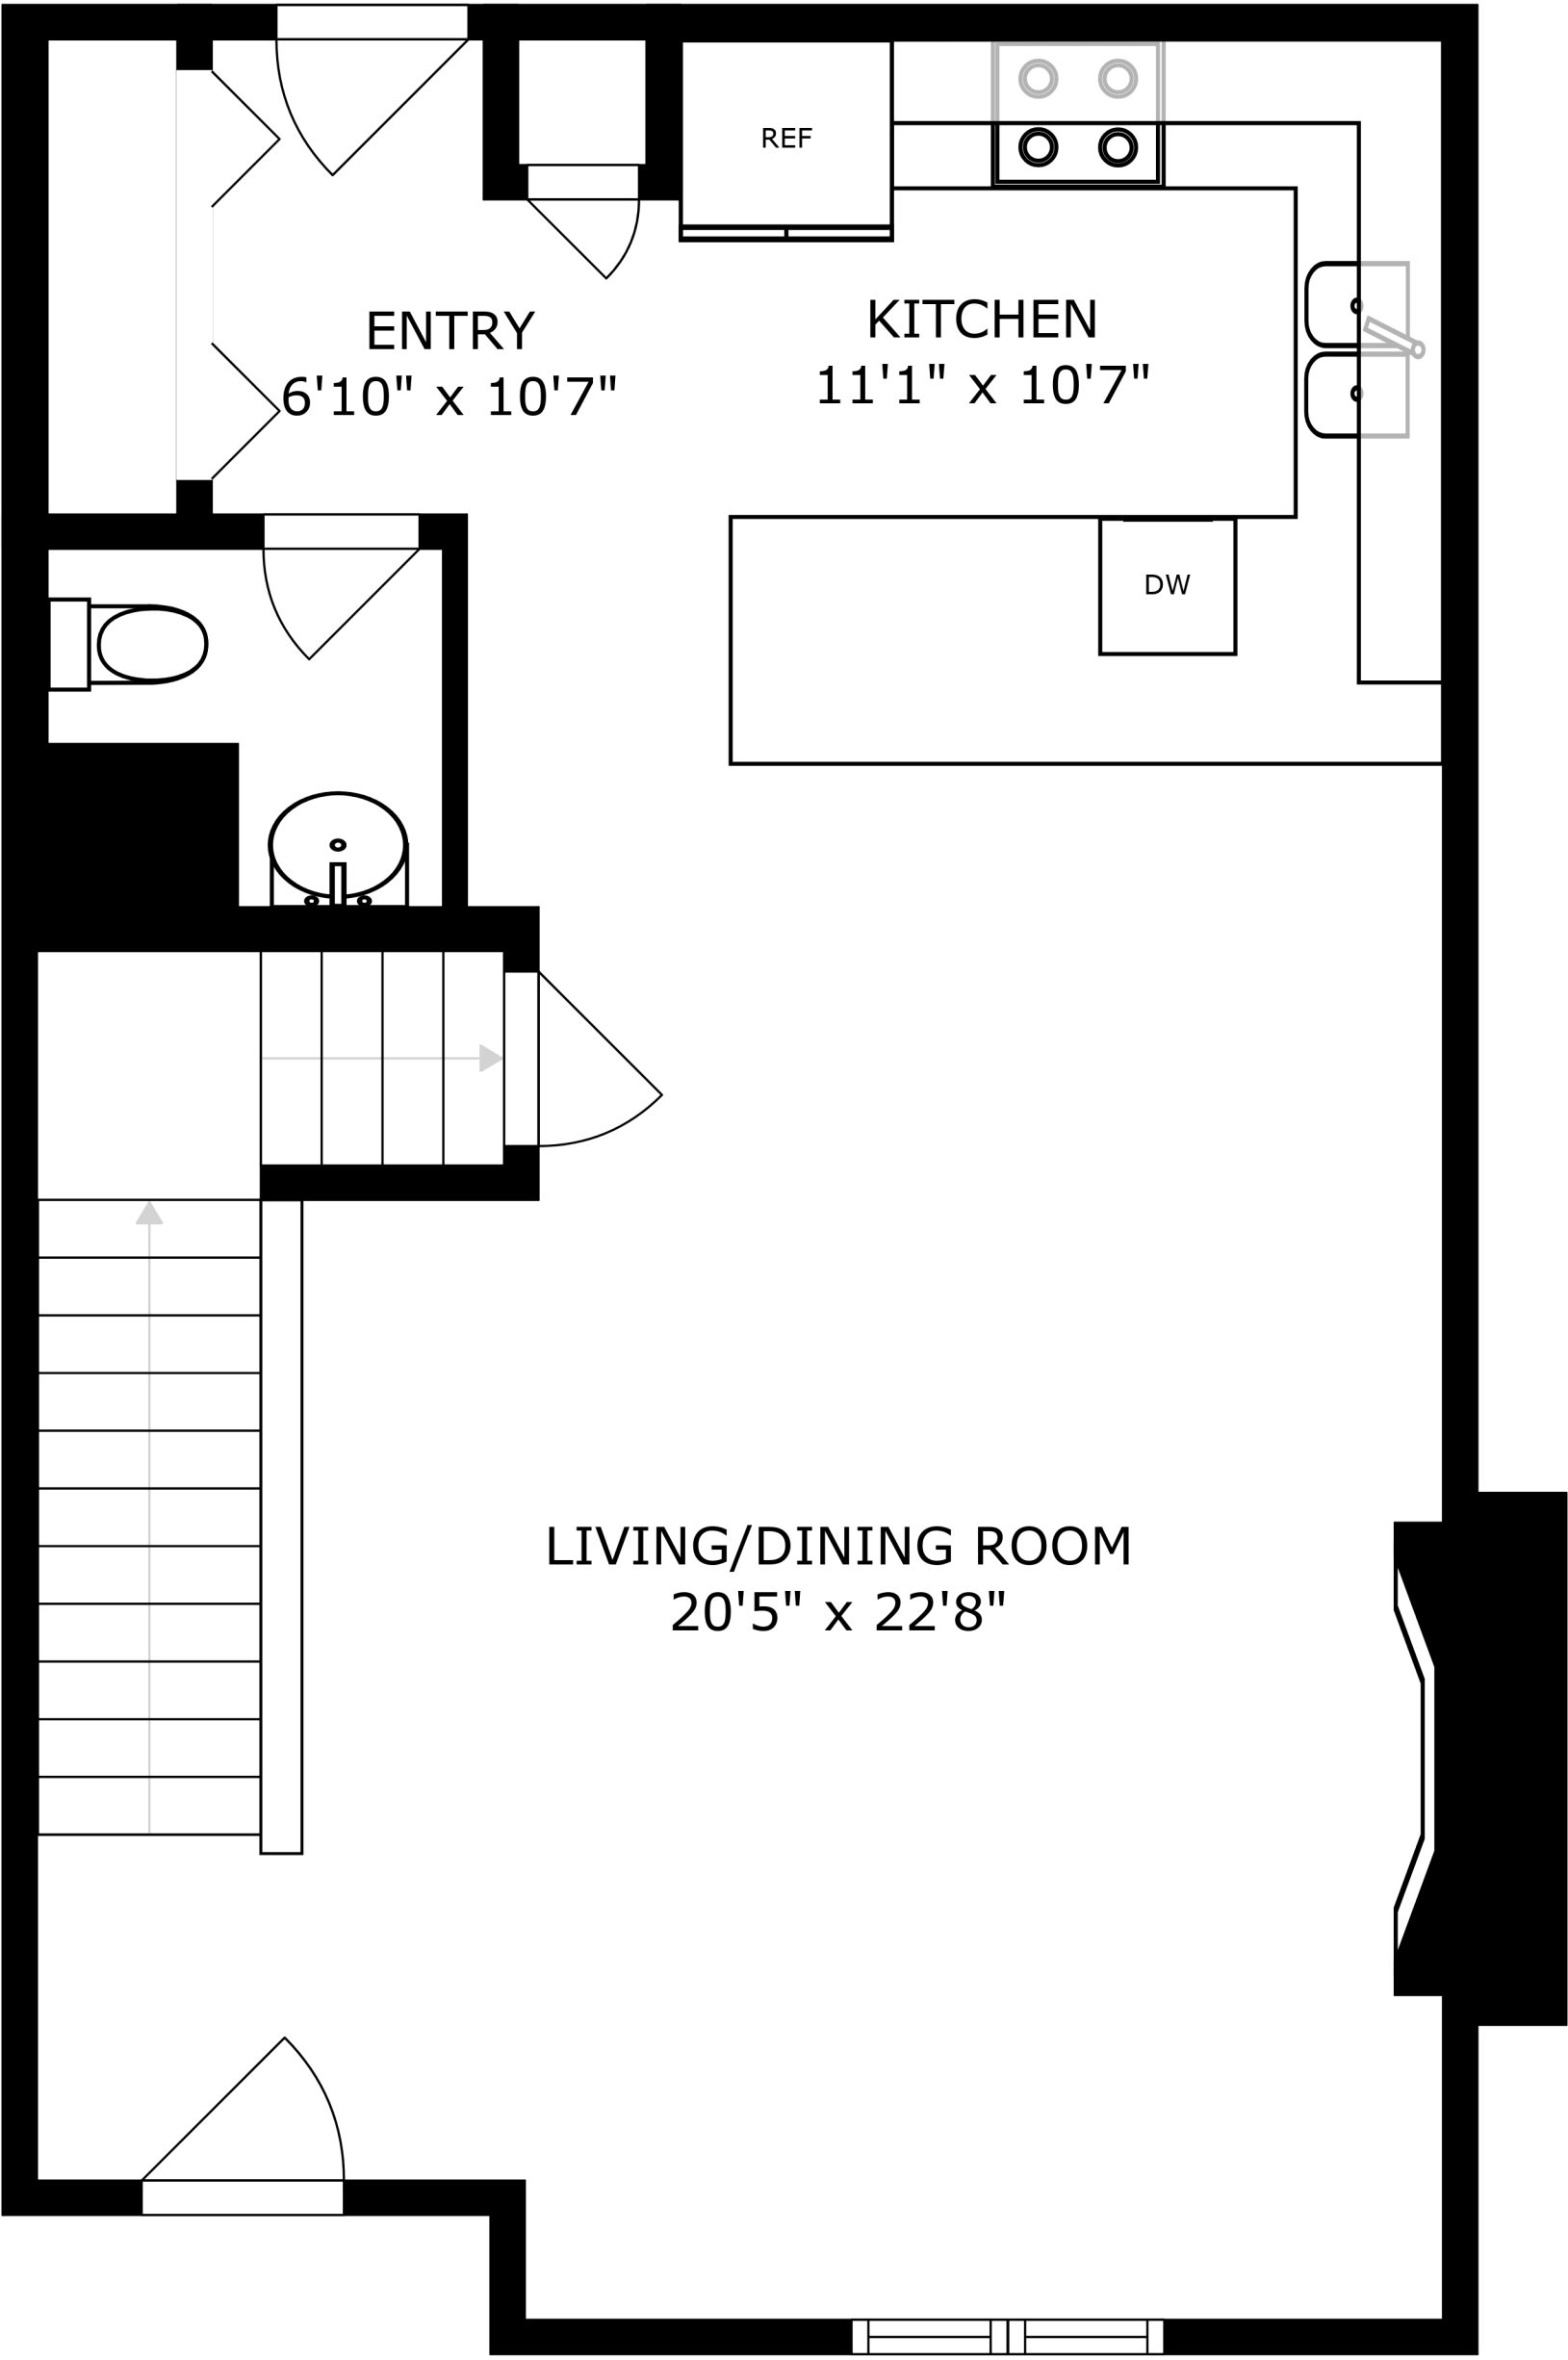 REF
KITCHEN
11'1" x 10'7"
ENTRY
6'10" x 10'7"
DW
LIVING/DINING ROOM
20'5" x 22'8"